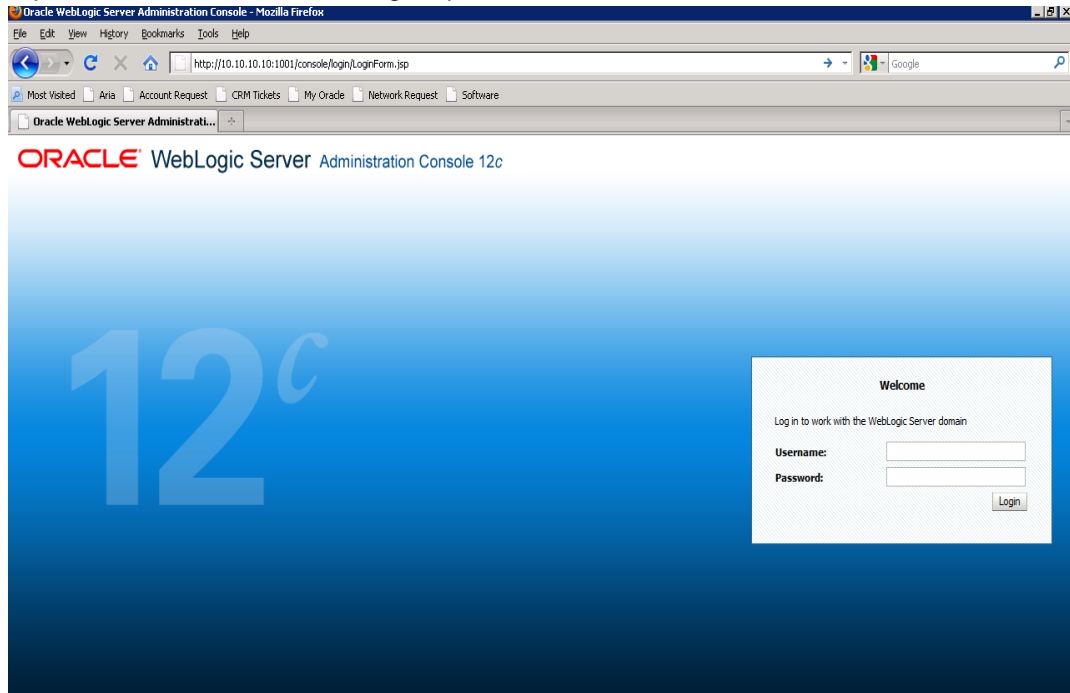 Oracle WebLogic Server Administration Console - Mozilla Firefox
File Edit View History Bookmarks Tools Help
http://10.10.10.10:1001/console/login/LoginForm.jsp Google
Most Visited Aria Account Request CRM Tickets My Oracle Network Request Software
Oracle WebLogic Server Administrati...
ORACLE WebLogic Server Administration Console 12c
12c
Welcome
Log in to work with the WebLogic Server domain
Username:
Password:
Login